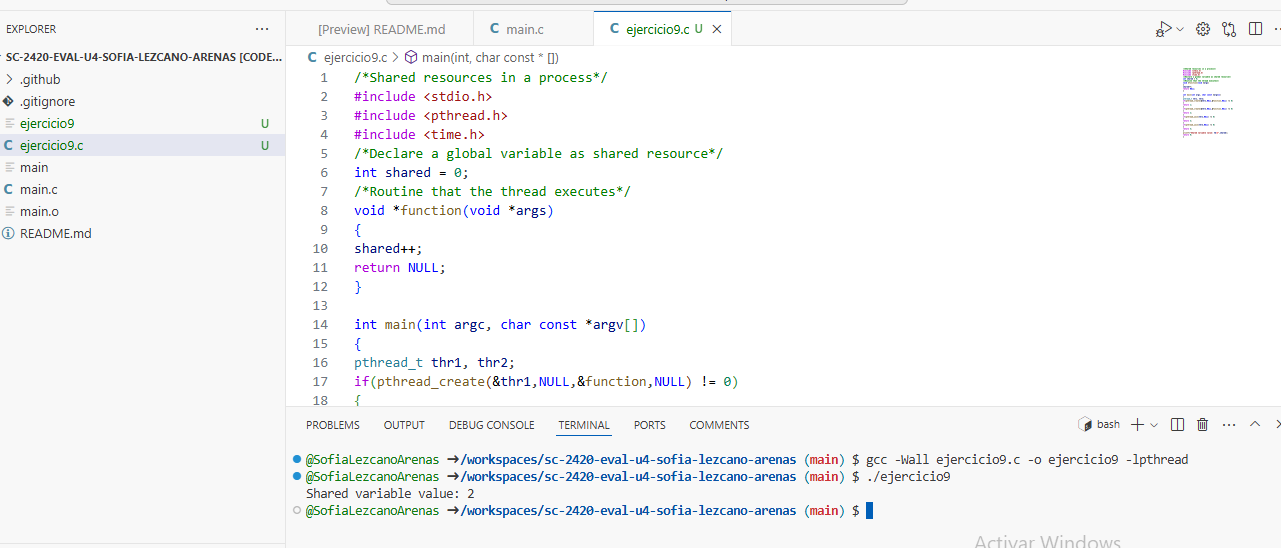 EXPLORER
...
[Preview] README.md
C main.c
C ejercicio9.c U
SC-2420-EVAL-U4-SOFIA-LEZCANO-ARENAS [CODE...
.github
.gitignore
ejercicio9 U
C ejercicio9.c U
main
C main.c
main.o
README.md
C ejercicio9.c > main(int, char const * [])
1 /*Shared resources in a process*/
2 #include <stdio.h>
3 #include <pthread.h>
4 #include <time.h>
5 /*Declare a global variable as shared resource*/
6 int shared = 0;
7 /*Routine that the thread executes*/
8 void *function(void *args)
9 {
10 shared++;
11 return NULL;
12 }
13
14 int main(int argc, char const *argv[])
15 {
16 pthread_t thr1, thr2;
17 if(pthread_create(&thr1,NULL,&function,NULL) != 0)
18 {
PROBLEMS OUTPUT DEBUG CONSOLE TERMINAL PORTS COMMENTS
bash
@SofiaLezcanoArenas →/workspaces/sc-2420-eval-u4-sofia-lezcano-arenas (main) $ gcc -Wall ejercicio9.c -o ejercicio9 -lpthread
@SofiaLezcanoArenas →/workspaces/sc-2420-eval-u4-sofia-lezcano-arenas (main) $ ./ejercicio9
Shared variable value: 2
@SofiaLezcanoArenas →/workspaces/sc-2420-eval-u4-sofia-lezcano-arenas (main) $
Activar Windows